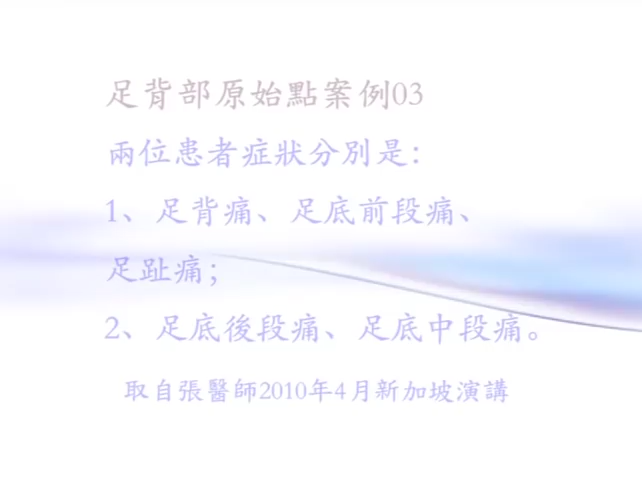 足背部原始點案例03
兩位患者症狀分別是：
1、足背痛、足底前段痛、
足趾痛；
2、足底後段痛、足底中段痛。
取自張醫師2010年4月新加坡演講